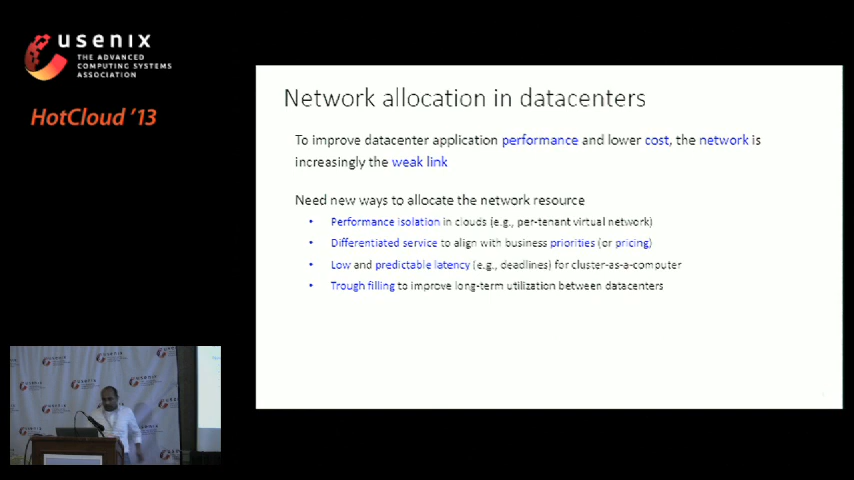 usenix
THE ADVANCED
COMPUTING SYSTEMS
ASSOCIATION
HotCloud '13
Network allocation in datacenters
To improve datacenter application performance and lower cost, the network is
increasingly the weak link
Need new ways to allocate the network resource
• Performance isolation in clouds (e.g., per-tenant virtual network)
• Differentiated service to align with business priorities (or pricing)
• Low and predictable latency (e.g., deadlines) for cluster-as-a-computer
• Trough filling to improve long-term utilization between datacenters